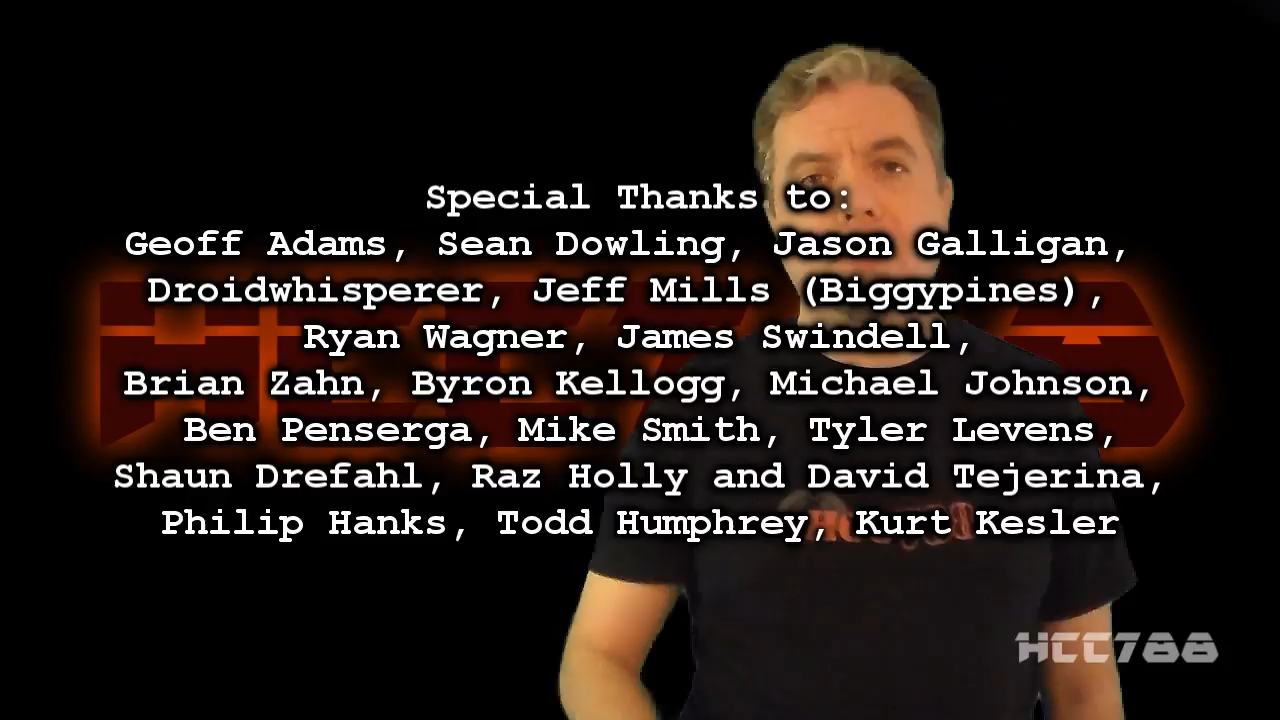 Special Thanks to:
Geoff Adams, Sean Dowling, Jason Galligan,
Droidwhisperer, Jeff Mills (Biggypines),
Ryan Wagner, James Swindell,
Brian Zahn, Byron Kellogg, Michael Johnson,
Ben Penserga, Mike Smith, Tyler Levens,
Shaun Drefahl, Raz Holly and David Tejerina,
Philip Hanks, Todd Humphrey, Kurt Kesler
HCC788